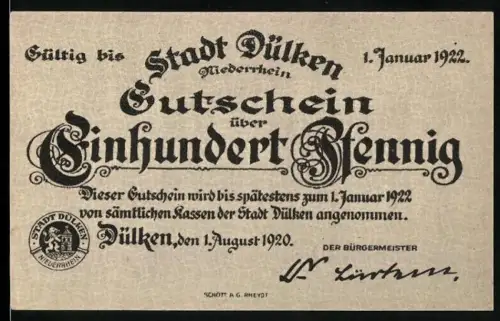 Gültig bis Stadt Dülken 1. Januar 1922.
Niederrhein
Gutschein
über
Einhundert Pfennig
Dieser Gutschein wird bis spätestens zum 1. Januar 1922
von sämtlichen Kassen der Stadt Dülken angenommen.
Dülken, den 1. August 1920.
DER BÜRGERMEISTER
STADT DÜLKEN
NIEDERRHEIN
SCHÖTT A.G. RHEYDT